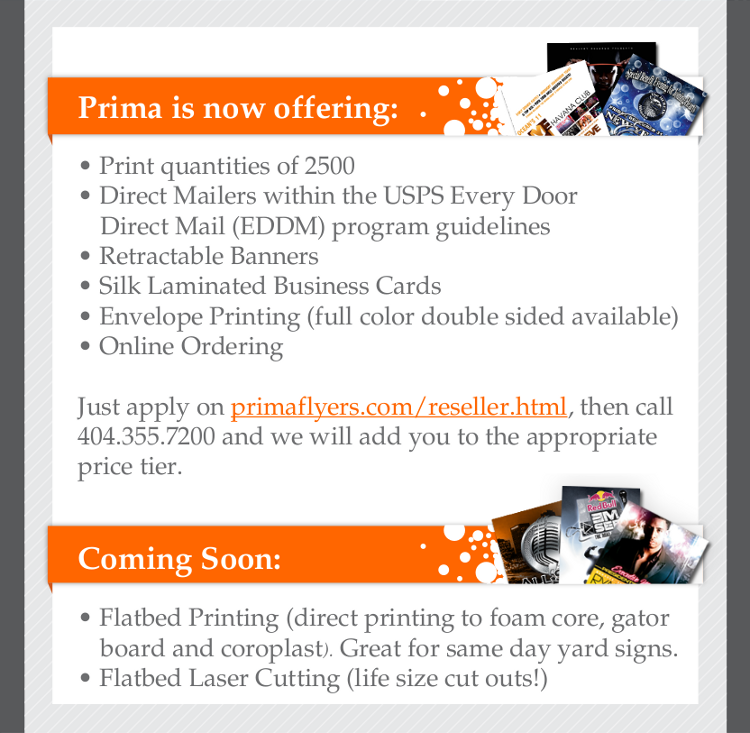 Prima is now offering:
HAVANA CLUB
• Print quantities of 2500
• Direct Mailers within the USPS Every Door
Direct Mail (EDDM) program guidelines
• Retractable Banners
• Silk Laminated Business Cards
• Envelope Printing (full color double sided available)
• Online Ordering
Just apply on primaflyers.com/reseller.html, then call
404.355.7200 and we will add you to the appropriate
price tier.
Red Bull
Coming Soon:
• Flatbed Printing (direct printing to foam core, gator
board and coroplast). Great for same day yard signs.
• Flatbed Laser Cutting (life size cut outs!)